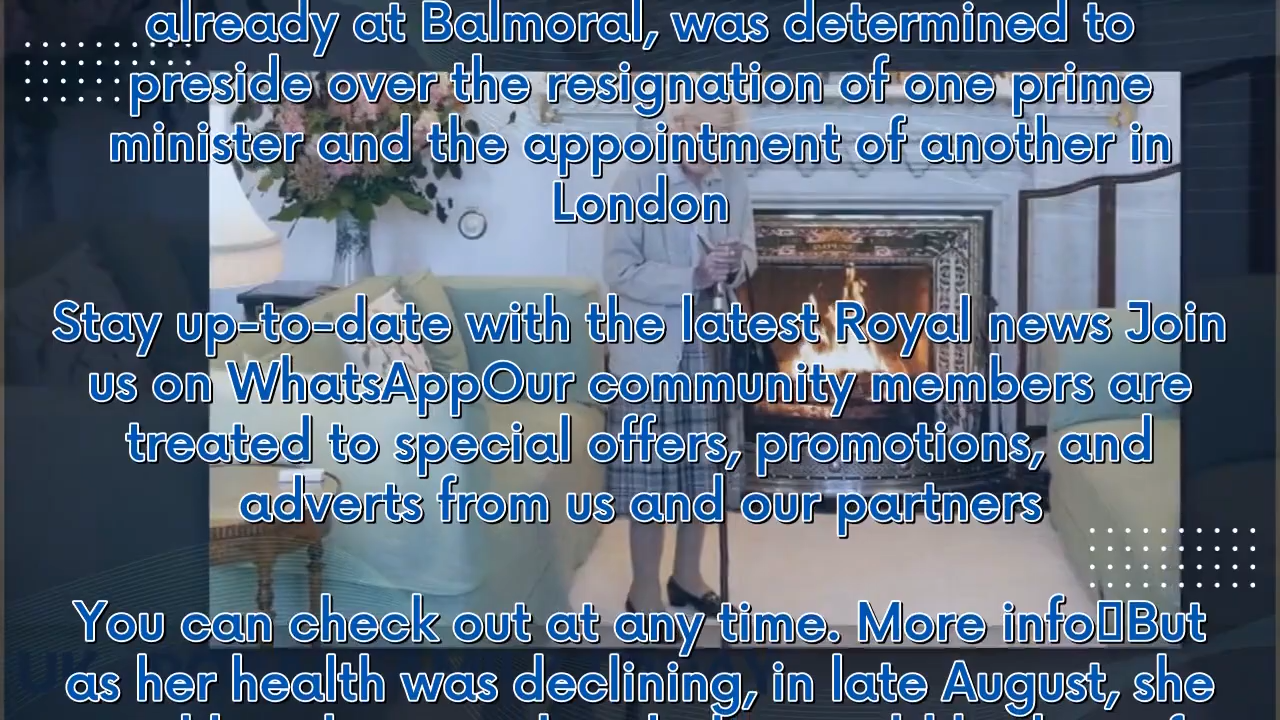 already at Balmoral, was determined to
preside over the resignation of one prime
minister and the appointment of another in
London
Stay up-to-date with the latest Royal news Join
us on WhatsAppOur community members are
treated to special offers, promotions, and
adverts from us and our partners
You can check out at any time. More info▯But
as her health was declining, in late August, she